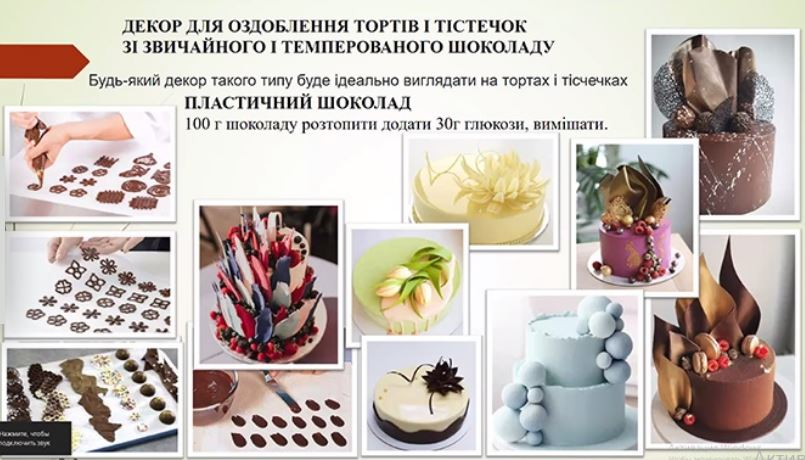 ДЕКОР ДЛЯ ОЗДОБЛЕННЯ ТОРТІВ І ТІСТЕЧОК
ЗІ ЗВИЧАЙНОГО І ТЕМПЕРОВАНОГО ШОКОЛАДУ
Будь-який декор такого типу буде ідеально виглядати на тортах і тісчечках
ПЛАСТИЧНИЙ ШОКОЛАД
100 г шоколаду розтопити додати 30г глюкози, вимішати.
Нажмите, чтобы
подключить звук